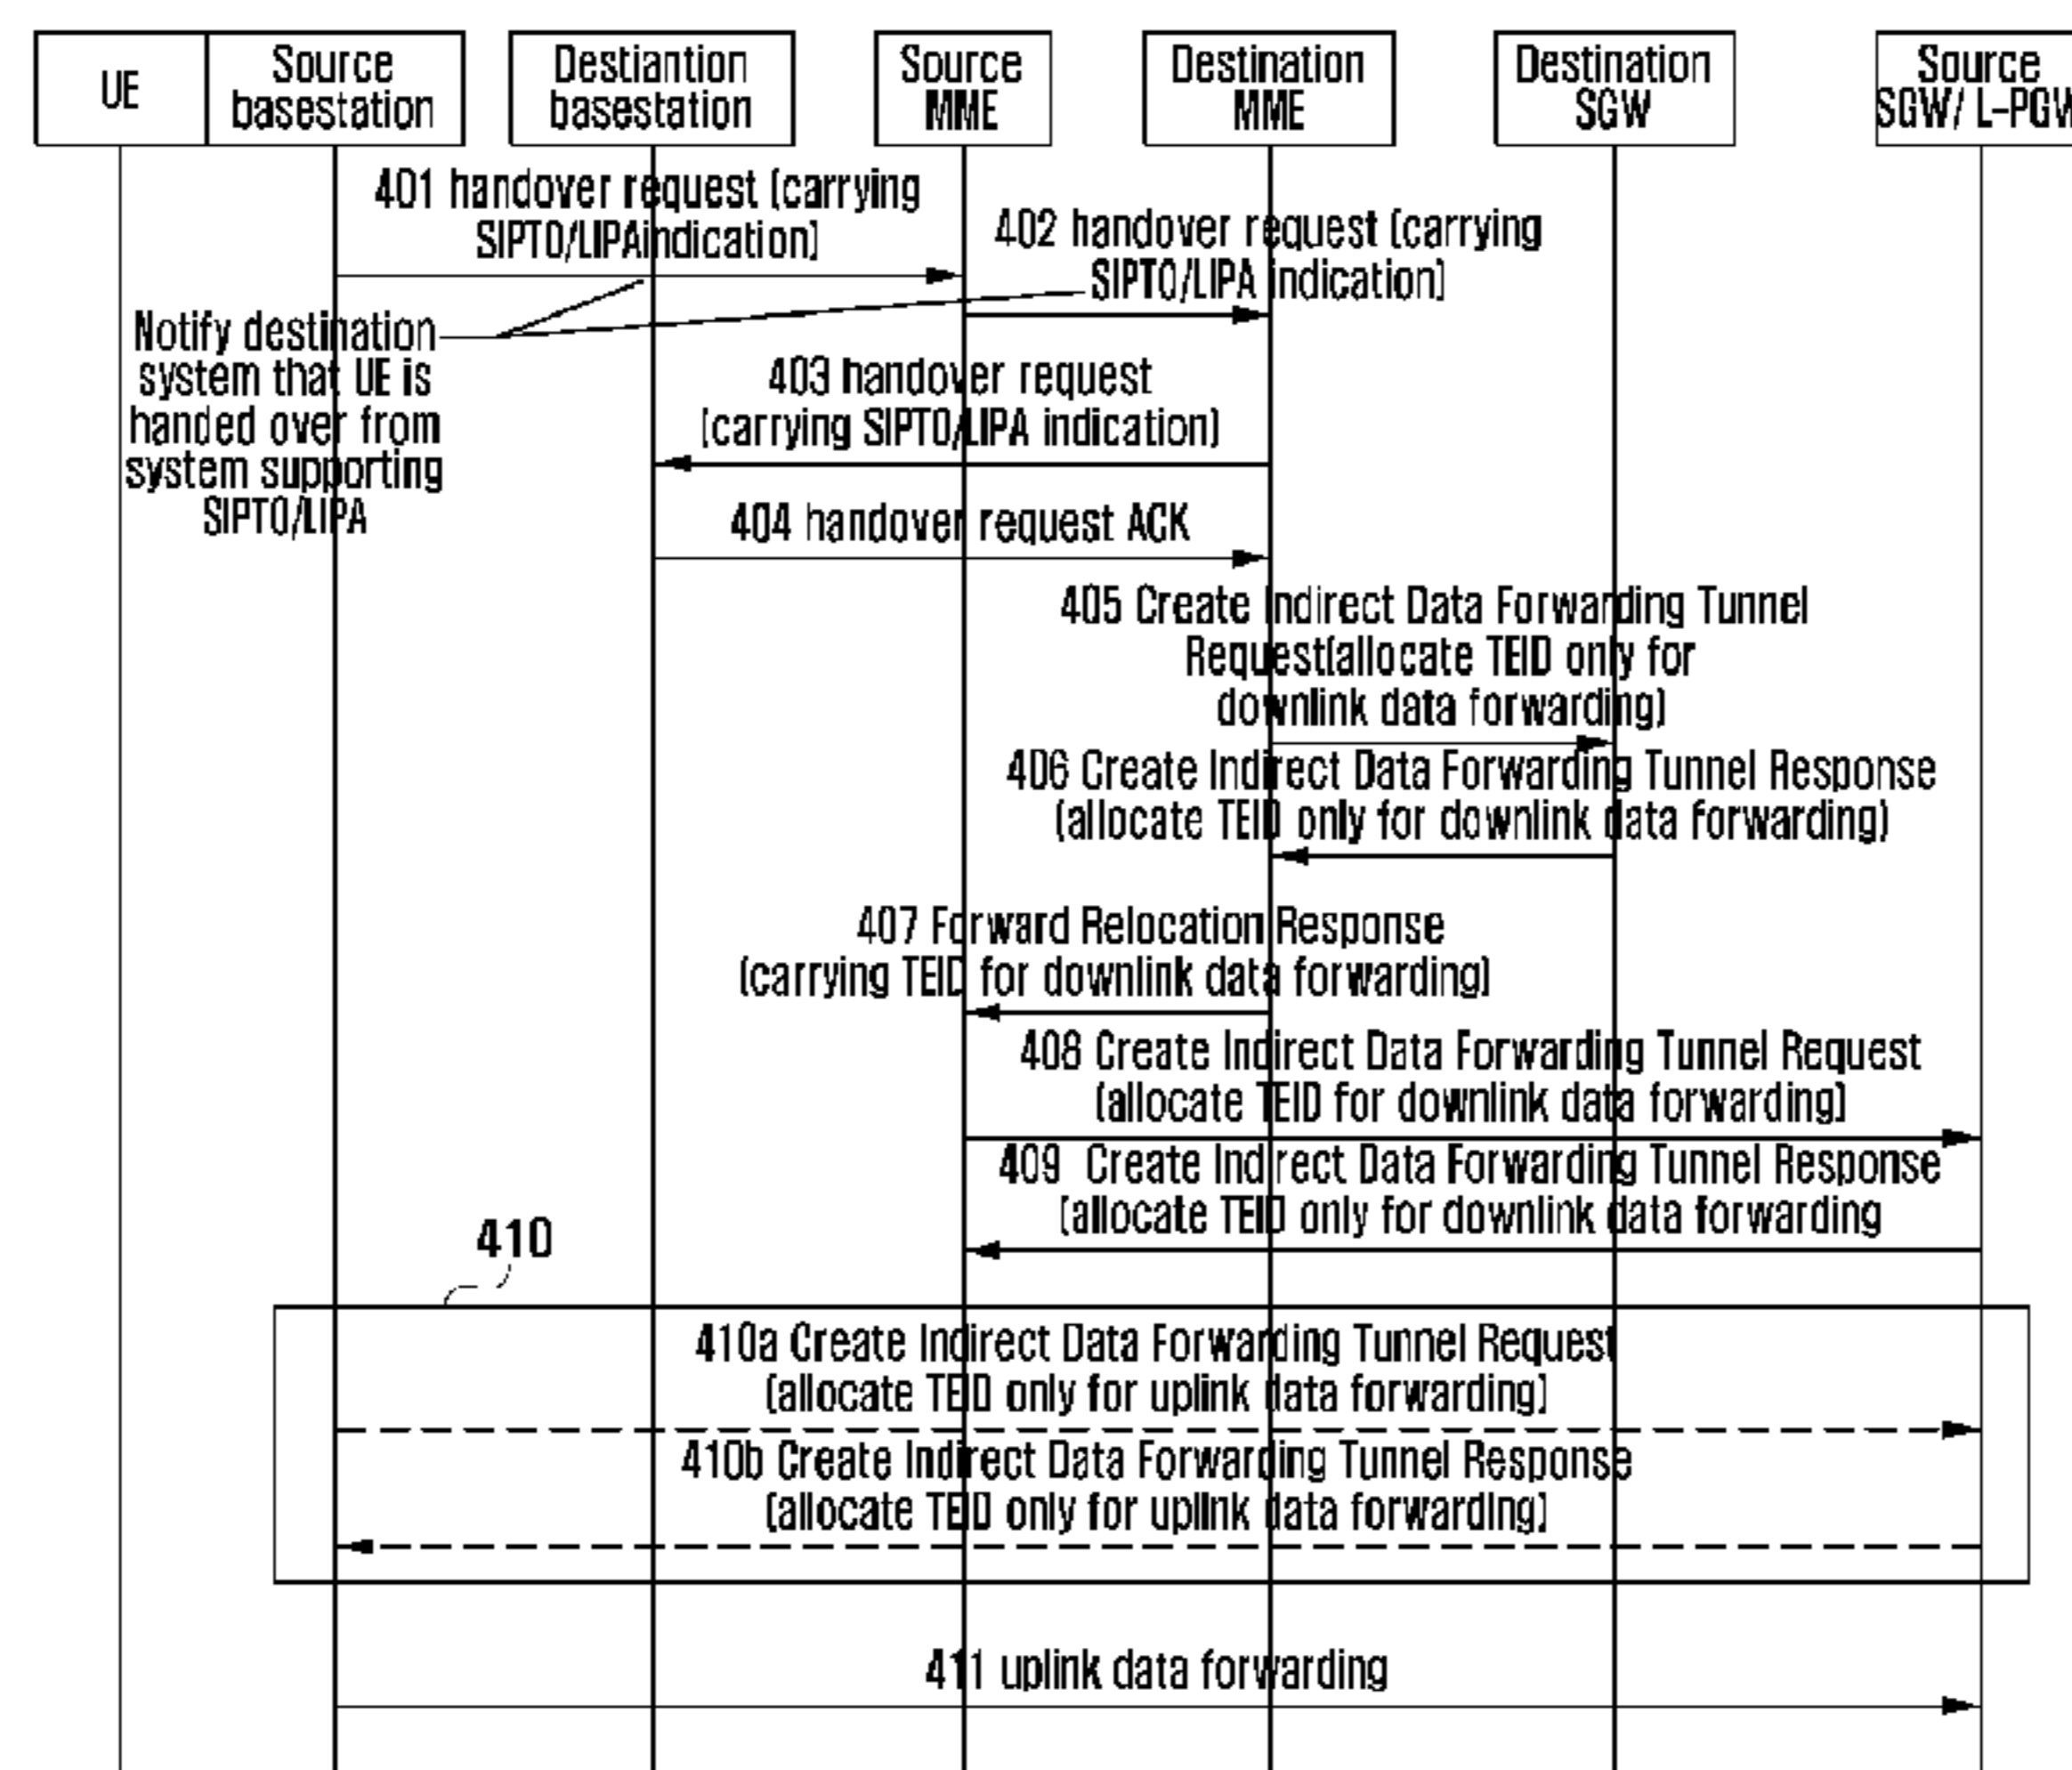 UE
Source
basestation
Destiantion
basestation
Source
MME
Destination
MME
Destination
SGW
Source
SGW/ L-PGW
401 handover request (carrying
SIPTO/LIPAindication)
402 handover request (carrying
SIPTO/LIPA indication)
Notify destination
system that UE is
handed over from
system supporting
SIPTO/LIPA
403 handover request
(carrying SIPTO/LIPA indication)
404 handover request ACK
405 Create Indirect Data Forwarding Tunnel
Request(allocate TEID only for
downlink data forwarding)
406 Create Indirect Data Forwarding Tunnel Response
(allocate TEID only for downlink data forwarding)
407 Forward Relocation Response
(carrying TEID for downlink data forwarding)
408 Create Indirect Data Forwarding Tunnel Request
(allocate TEID for downlink data forwarding)
409 Create Indirect Data Forwarding Tunnel Response
(allocate TEID only for downlink data forwarding
410
410a Create Indirect Data Forwarding Tunnel Request
(allocate TEID only for uplink data forwarding)
410b Create Indirect Data Forwarding Tunnel Response
(allocate TEID only for uplink data forwarding)
411 uplink data forwarding